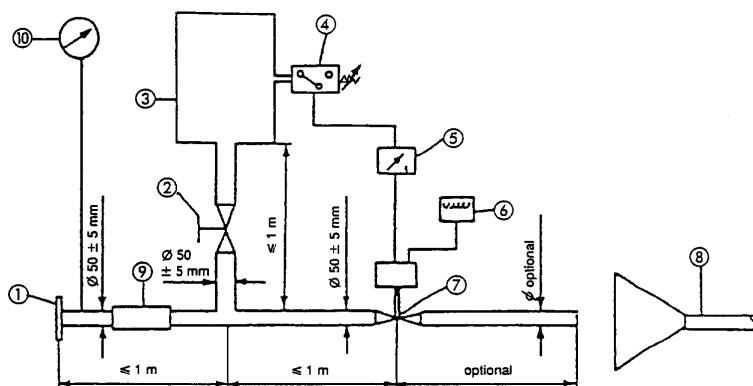 10
4
3
5
2
6
Ø 50 ± 5 mm
Ø 50
± 5 mm
≤ 1 m
Ø 50 ± 5 mm
Ø optional
1
9
7
8
≤ 1 m
≤ 1 m
optional